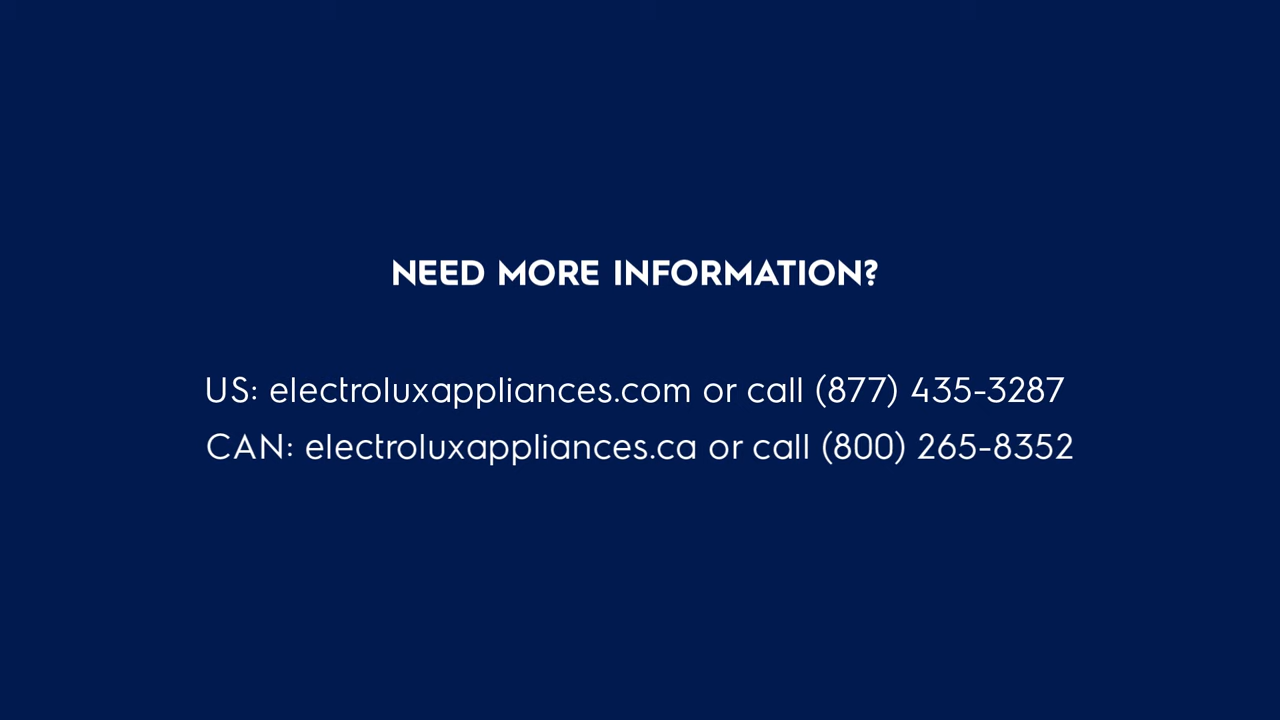 NEED MORE INFORMATION?
US: electroluxappliances.com or call (877) 435-3287
CAN: electroluxappliances.ca or call (800) 265-8352